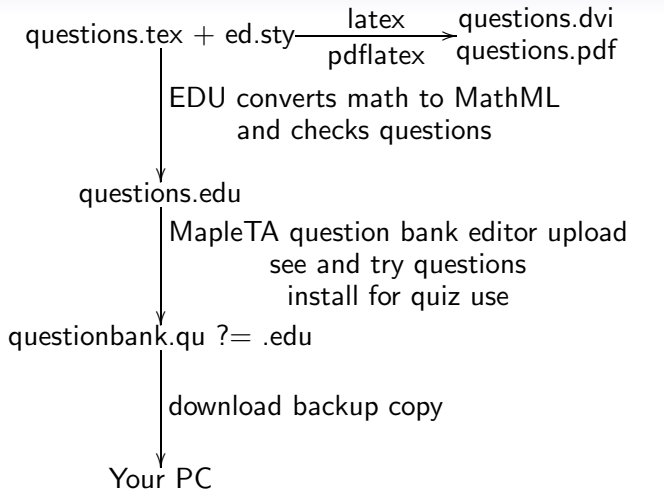 questions.tex + ed.sty
latex
pdflatex
questions.dvi
questions.pdf
EDU converts math to MathML
and checks questions
questions.edu
MapleTA question bank editor upload
see and try questions
install for quiz use
questionbank.qu ?= .edu
download backup copy
Your PC